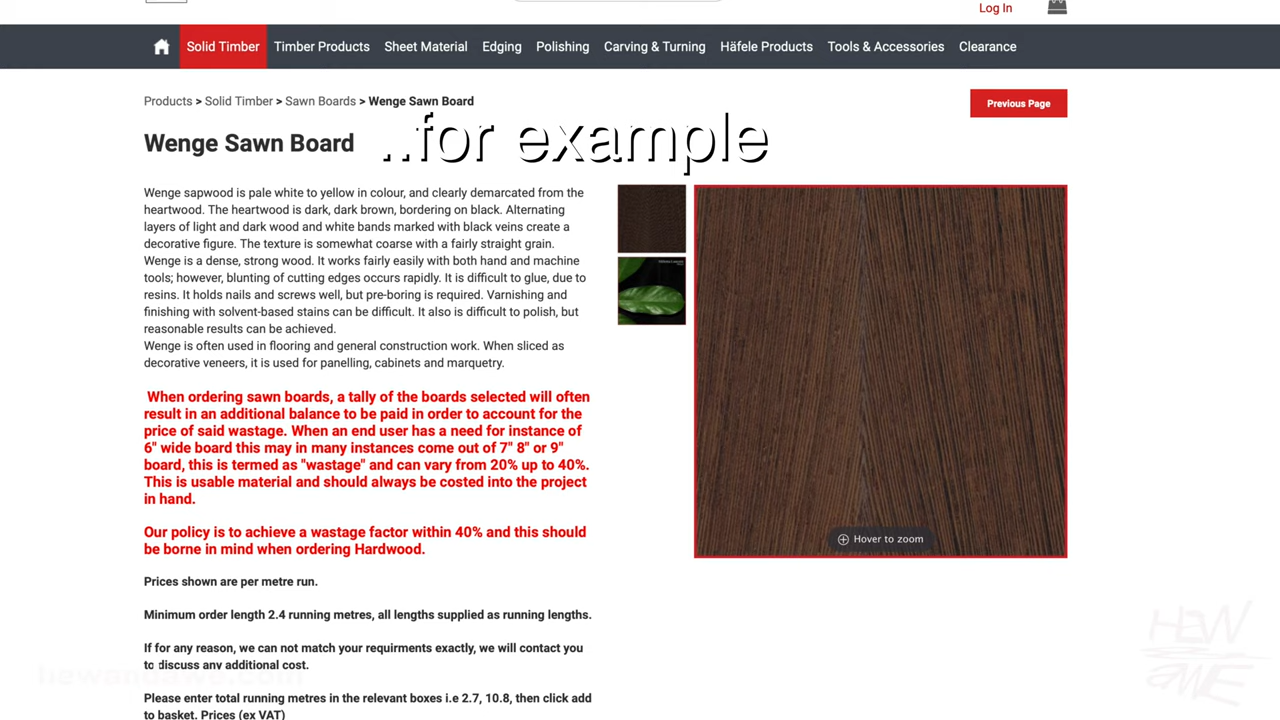 Log In
Solid Timber Timber Products Sheet Material Edging Polishing Carving & Turning Häfele Products Tools & Accessories Clearance
Products > Solid Timber > Sawn Boards > Wenge Sawn Board
Previous Page
Wenge Sawn Board
..for example
Wenge sapwood is pale white to yellow in colour, and clearly demarcated from the
heartwood. The heartwood is dark, dark brown, bordering on black. Alternating
layers of light and dark wood and white bands marked with black veins create a
decorative figure. The texture is somewhat coarse with a fairly straight grain.
Wenge is a dense, strong wood. It works fairly easily with both hand and machine
tools; however, blunting of cutting edges occurs rapidly. It is difficult to glue, due to
resins. It holds nails and screws well, but pre-boring is required. Varnishing and
finishing with solvent-based stains can be difficult. It also is difficult to polish, but
reasonable results can be achieved.
Wenge is often used in flooring and general construction work. When sliced as
decorative veneers, it is used for panelling, cabinets and marquetry.
When ordering sawn boards, a tally of the boards selected will often
result in an additional balance to be paid in order to account for the
price of said wastage. When an end user has a need for instance of
6" wide board this may in many instances come out of 7" 8" or 9"
board, this is termed as "wastage" and can vary from 20% up to 40%.
This is usable material and should always be costed into the project
in hand.
Our policy is to achieve a wastage factor within 40% and this should
be borne in mind when ordering Hardwood.
Hover to zoom
Prices shown are per metre run.
Minimum order length 2.4 running metres, all lengths supplied as running lengths.
If for any reason, we can not match your requirments exactly, we will contact you
to discuss any additional cost.
Please enter total running metres in the relevant boxes i.e 2.7, 10.8, then click add
to basket. Prices (ex VAT)
HEW
& AWE